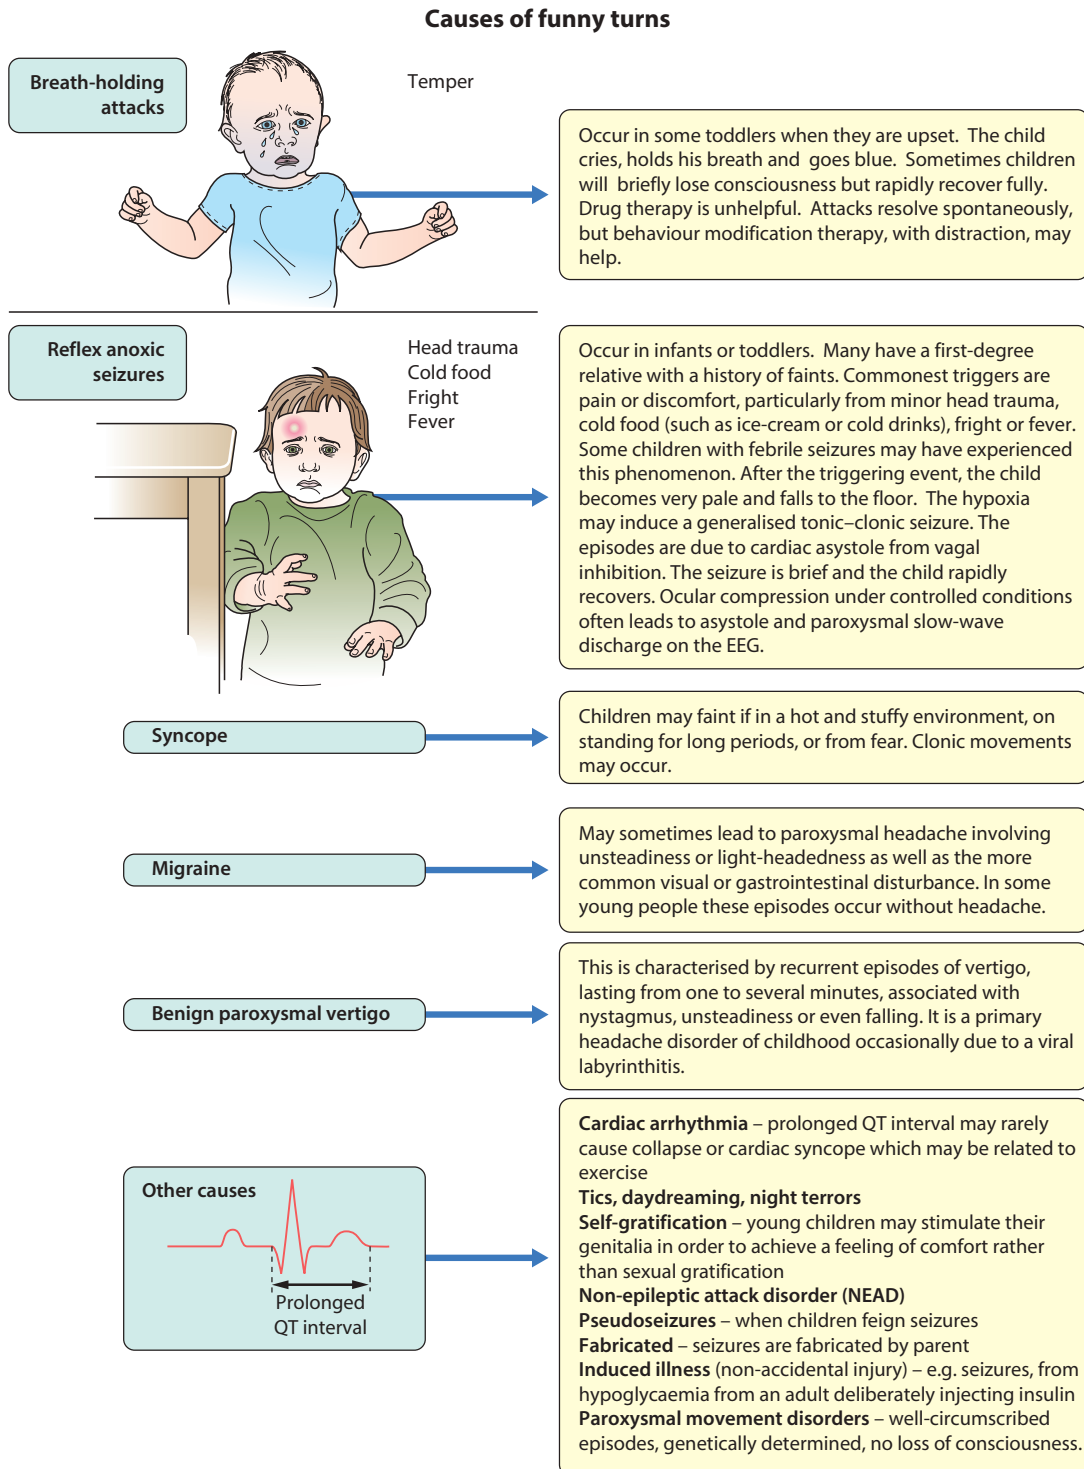 Causes of funny turns
Breath-holding
attacks
Temper
Occur in some toddlers when they are upset. The child
cries, holds his breath and goes blue. Sometimes children
will briefly lose consciousness but rapidly recover fully.
Drug therapy is unhelpful. Attacks resolve spontaneously,
but behaviour modification therapy, with distraction, may
help.
Reflex anoxic
seizures
Head trauma
Cold food
Fright
Fever
Occur in infants or toddlers. Many have a first-degree
relative with a history of faints. Commonest triggers are
pain or discomfort, particularly from minor head trauma,
cold food (such as ice-cream or cold drinks), fright or fever.
Some children with febrile seizures may have experienced
this phenomenon. After the triggering event, the child
becomes very pale and falls to the floor. The hypoxia
may induce a generalised tonic–clonic seizure. The
episodes are due to cardiac asystole from vagal
inhibition. The seizure is brief and the child rapidly
recovers. Ocular compression under controlled conditions
often leads to asystole and paroxysmal slow-wave
discharge on the EEG.
Syncope
Children may faint if in a hot and stuffy environment, on
standing for long periods, or from fear. Clonic movements
may occur.
Migraine
May sometimes lead to paroxysmal headache involving
unsteadiness or light-headedness as well as the more
common visual or gastrointestinal disturbance. In some
young people these episodes occur without headache.
Benign paroxysmal vertigo
This is characterised by recurrent episodes of vertigo,
lasting from one to several minutes, associated with
nystagmus, unsteadiness or even falling. It is a primary
headache disorder of childhood occasionally due to a viral
labyrinthitis.
Other causes
Prolonged
QT interval
Cardiac arrhythmia – prolonged QT interval may rarely
cause collapse or cardiac syncope which may be related to
exercise
Tics, daydreaming, night terrors
Self-gratification – young children may stimulate their
genitalia in order to achieve a feeling of comfort rather
than sexual gratification
Non-epileptic attack disorder (NEAD)
Pseudoseizures – when children feign seizures
Fabricated – seizures are fabricated by parent
Induced illness (non-accidental injury) – e.g. seizures, from
hypoglycaemia from an adult deliberately injecting insulin
Paroxysmal movement disorders – well-circumscribed
episodes, genetically determined, no loss of consciousness.